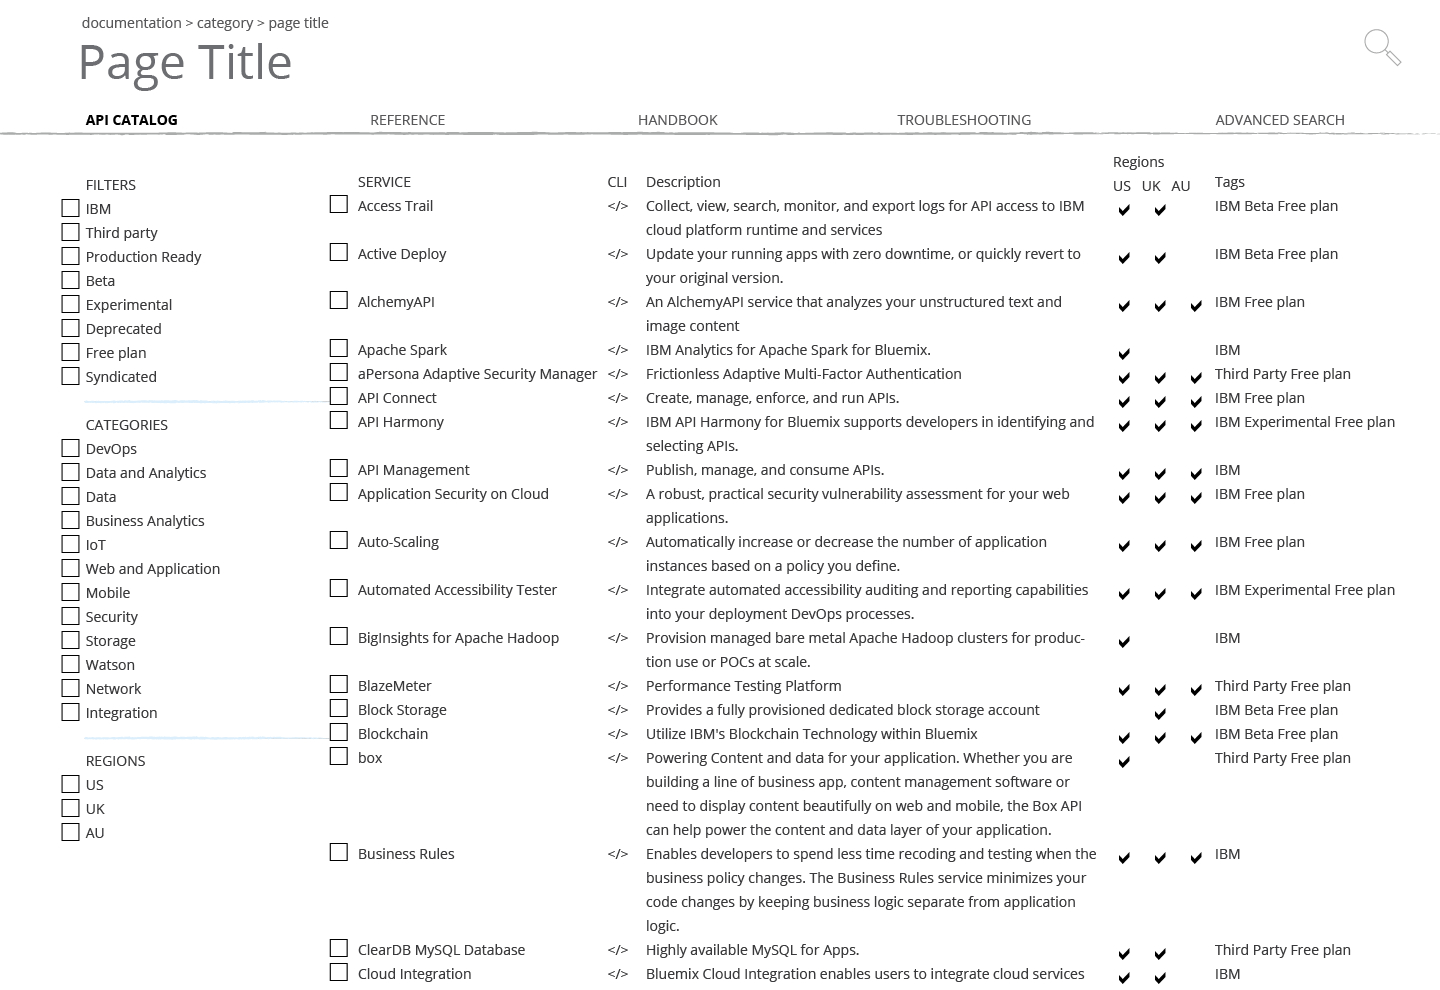 documentation > category > page title
Page Title
API CATALOG REFERENCE HANDBOOK TROUBLESHOOTING ADVANCED SEARCH
FILTERS
IBM
Third party
Production Ready
Beta
Experimental
Deprecated
Free plan
Syndicated
CATEGORIES
DevOps
Data and Analytics
Data
Business Analytics
IoT
Web and Application
Mobile
Security
Storage
Watson
Network
Integration
REGIONS
US
UK
AU
Regions
SERVICE CLI Description US UK AU Tags
Access Trail </> Collect, view, search, monitor, and export logs for API access to IBM IBM Beta Free plan
cloud platform runtime and services
Active Deploy </> Update your running apps with zero downtime, or quickly revert to IBM Beta Free plan
your original version.
AlchemyAPI </> An AlchemyAPI service that analyzes your unstructured text and IBM Free plan
image content
Apache Spark </> IBM Analytics for Apache Spark for Bluemix. IBM
aPersona Adaptive Security Manager </> Frictionless Adaptive Multi-Factor Authentication Third Party Free plan
API Connect </> Create, manage, enforce, and run APIs. IBM Free plan
API Harmony </> IBM API Harmony for Bluemix supports developers in identifying and IBM Experimental Free plan
selecting APIs.
API Management </> Publish, manage, and consume APIs. IBM
Application Security on Cloud </> A robust, practical security vulnerability assessment for your web IBM Free plan
applications.
Auto-Scaling </> Automatically increase or decrease the number of application IBM Free plan
instances based on a policy you define.
Automated Accessibility Tester </> Integrate automated accessibility auditing and reporting capabilities IBM Experimental Free plan
into your deployment DevOps processes.
BigInsights for Apache Hadoop </> Provision managed bare metal Apache Hadoop clusters for produc- IBM
tion use or POCs at scale.
BlazeMeter </> Performance Testing Platform Third Party Free plan
Block Storage </> Provides a fully provisioned dedicated block storage account IBM Beta Free plan
Blockchain </> Utilize IBM's Blockchain Technology within Bluemix IBM Beta Free plan
box </> Powering Content and data for your application. Whether you are Third Party Free plan
building a line of business app, content management software or
need to display content beautifully on web and mobile, the Box API
can help power the content and data layer of your application.
Business Rules </> Enables developers to spend less time recoding and testing when the IBM
business policy changes. The Business Rules service minimizes your
code changes by keeping business logic separate from application
logic.
ClearDB MySQL Database </> Highly available MySQL for Apps. Third Party Free plan
Cloud Integration </> Bluemix Cloud Integration enables users to integrate cloud services IBM